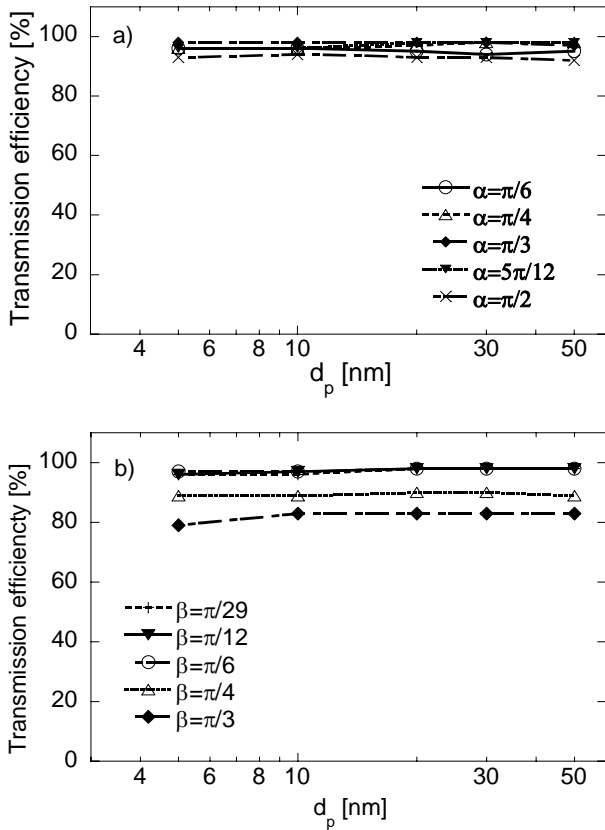 Transmission efficiency [%]
100
a)
80
60
40
20
0
α=π/6
α=π/4
α=π/3
α=5π/12
α=π/2
4 6 8 10 30 50
d_p [nm]
Transmission efficiencty [%]
100
b)
80
60
40
20
0
β=π/29
β=π/12
β=π/6
β=π/4
β=π/3
4 6 8 10 30 50
d_p [nm]